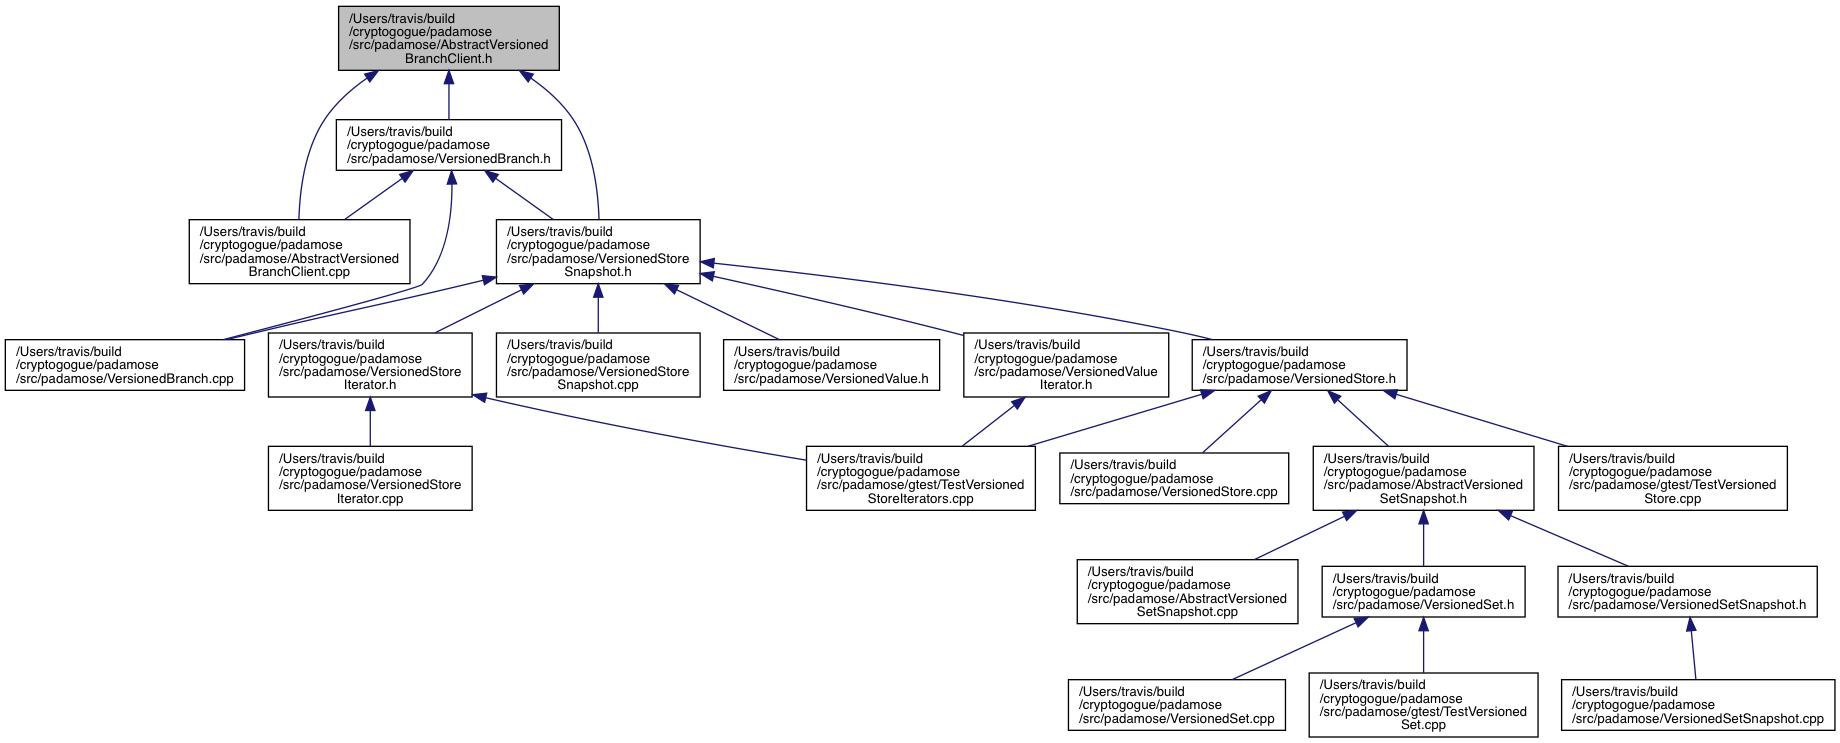 /Users/travis/build
/cryptogogue/padamose
/src/padamose/AbstractVersioned
BranchClient.h
/Users/travis/build
/cryptogogue/padamose
/src/padamose/VersionedBranch.h
/Users/travis/build
/cryptogogue/padamose
/src/padamose/AbstractVersioned
BranchClient.cpp
/Users/travis/build
/cryptogogue/padamose
/src/padamose/VersionedStore
Snapshot.h
/Users/travis/build
/cryptogogue/padamose
/src/padamose/VersionedBranch.cpp
/Users/travis/build
/cryptogogue/padamose
/src/padamose/VersionedStore
Iterator.h
/Users/travis/build
/cryptogogue/padamose
/src/padamose/VersionedStore
Snapshot.cpp
/Users/travis/build
/cryptogogue/padamose
/src/padamose/VersionedValue.h
/Users/travis/build
/cryptogogue/padamose
/src/padamose/VersionedValue
Iterator.h
/Users/travis/build
/cryptogogue/padamose
/src/padamose/VersionedStore.h
/Users/travis/build
/cryptogogue/padamose
/src/padamose/VersionedStore
Iterator.cpp
/Users/travis/build
/cryptogogue/padamose
/src/padamose/gtest/TestVersioned
StoreIterators.cpp
/Users/travis/build
/cryptogogue/padamose
/src/padamose/VersionedStore.cpp
/Users/travis/build
/cryptogogue/padamose
/src/padamose/AbstractVersioned
SetSnapshot.h
/Users/travis/build
/cryptogogue/padamose
/src/padamose/gtest/TestVersioned
Store.cpp
/Users/travis/build
/cryptogogue/padamose
/src/padamose/AbstractVersioned
SetSnapshot.cpp
/Users/travis/build
/cryptogogue/padamose
/src/padamose/VersionedSet.h
/Users/travis/build
/cryptogogue/padamose
/src/padamose/VersionedSetSnapshot.h
/Users/travis/build
/cryptogogue/padamose
/src/padamose/VersionedSet.cpp
/Users/travis/build
/cryptogogue/padamose
/src/padamose/gtest/TestVersioned
Set.cpp
/Users/travis/build
/cryptogogue/padamose
/src/padamose/VersionedSetSnapshot.cpp